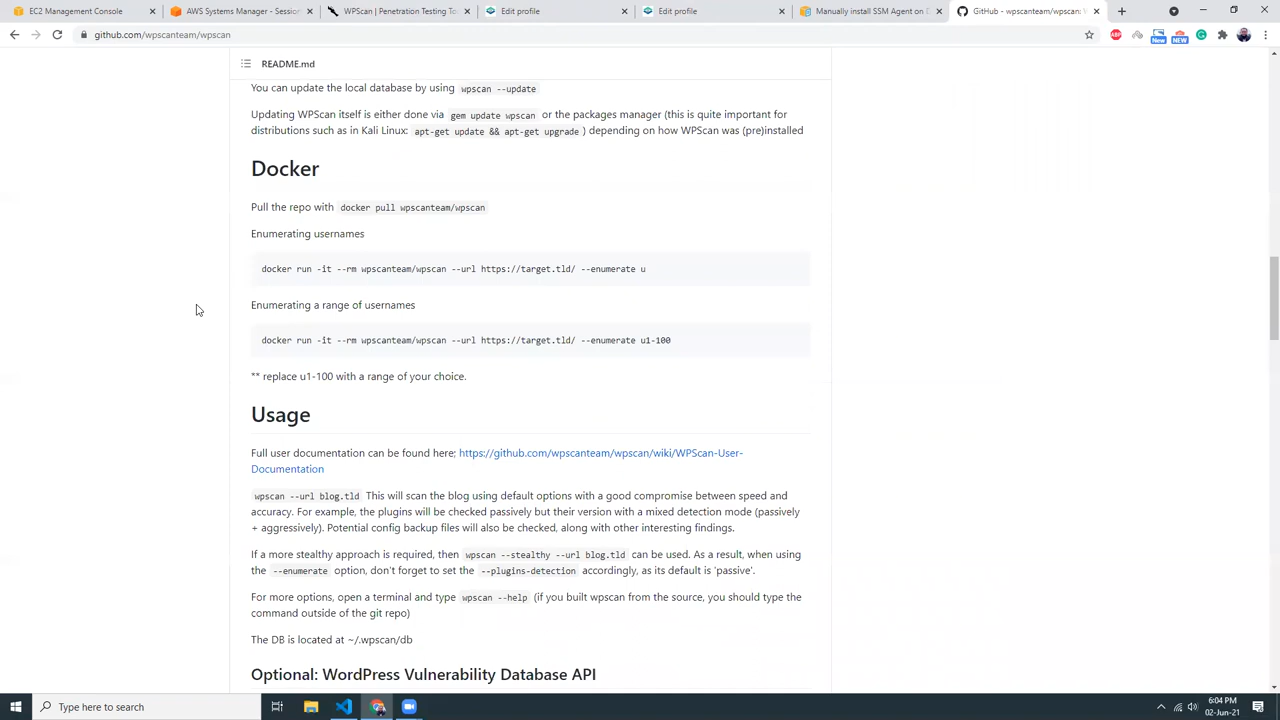 EC2 Management Console
AWS Systems Manager - Session
WPScan | Penetration Testing To
Edit profile
Edit profile
Manually install SSM Agent on D
GitHub - wpscanteam/wpscan: W
github.com/wpscanteam/wpscan
New
NEW
README.md
You can update the local database by using wpscan --update
Updating WPScan itself is either done via gem update wpscan or the packages manager (this is quite important for
distributions such as in Kali Linux: apt-get update && apt-get upgrade ) depending on how WPScan was (pre)installed
Docker
Pull the repo with docker pull wpscanteam/wpscan
Enumerating usernames
docker run -it --rm wpscanteam/wpscan --url https://target.tld/ --enumerate u
Enumerating a range of usernames
docker run -it --rm wpscanteam/wpscan --url https://target.tld/ --enumerate u1-100
** replace u1-100 with a range of your choice.
Usage
Full user documentation can be found here; https://github.com/wpscanteam/wpscan/wiki/WPScan-User-
Documentation
wpscan --url blog.tld This will scan the blog using default options with a good compromise between speed and
accuracy. For example, the plugins will be checked passively but their version with a mixed detection mode (passively
+ aggressively). Potential config backup files will also be checked, along with other interesting findings.
If a more stealthy approach is required, then wpscan --stealthy --url blog.tld can be used. As a result, when using
the --enumerate option, don't forget to set the --plugins-detection accordingly, as its default is 'passive'.
For more options, open a terminal and type wpscan --help (if you built wpscan from the source, you should type the
command outside of the git repo)
The DB is located at ~/.wpscan/db
Optional: WordPress Vulnerability Database API
Type here to search
6:04 PM
02-Jun-21